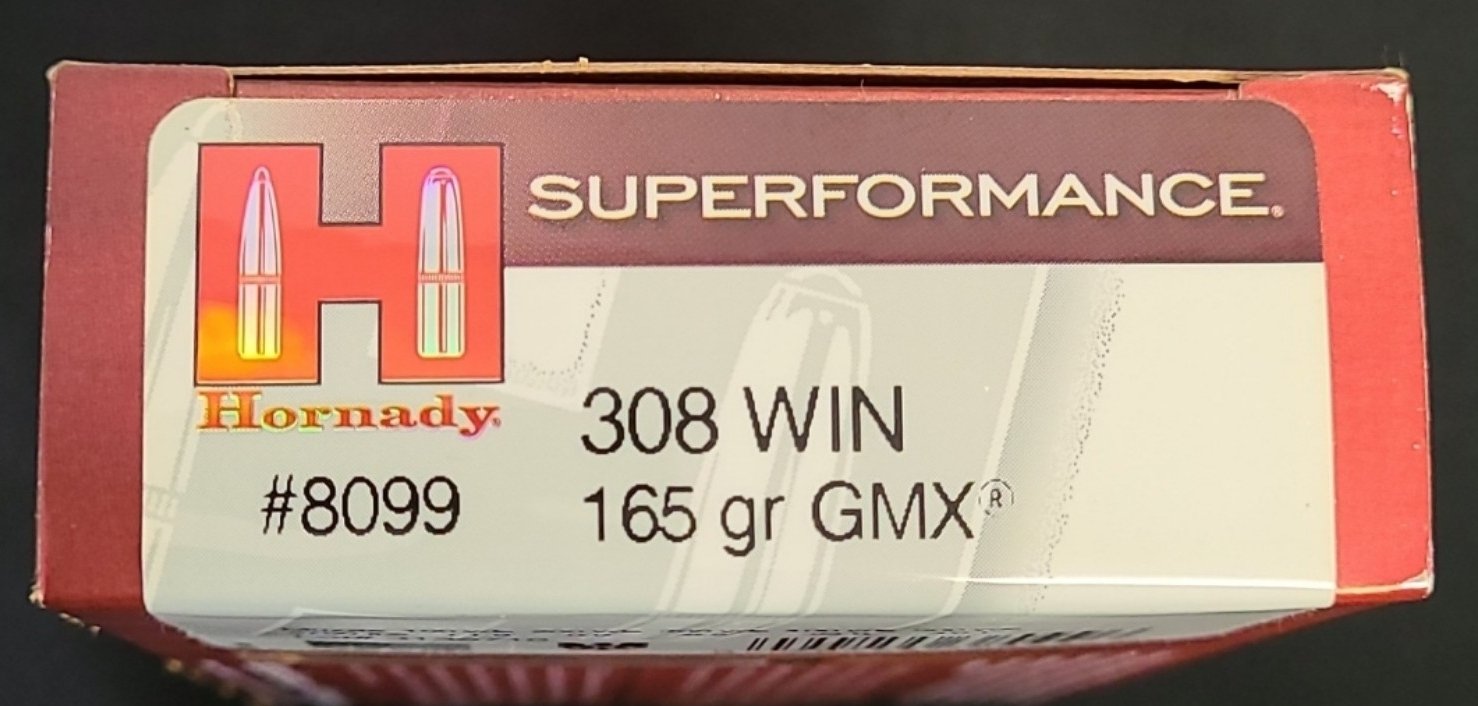 SUPERFORMANCE®
Hornady®
308 WIN
#8099
165 gr GMX®